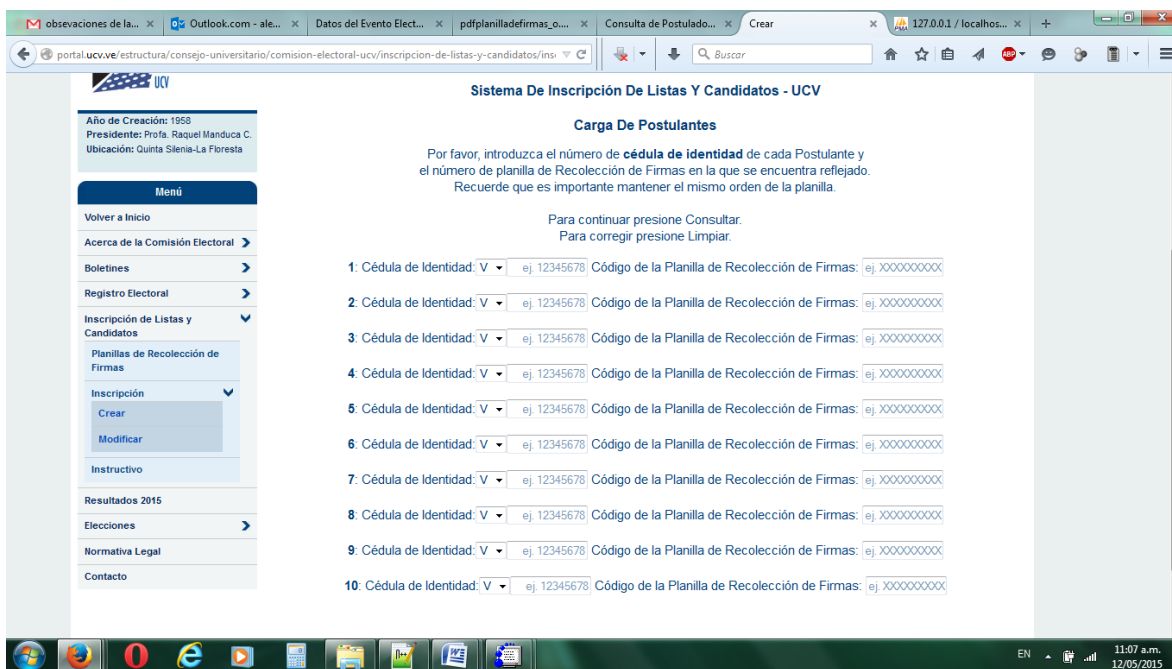 obsevaciones de la...
Outlook.com - ale...
Datos del Evento Elect...
pdfplanilladefirmas_o....
Consulta de Postulado...
Crear
127.0.0.1 / localhos...
portal.ucv.ve/estructura/consejo-universitario/comision-electoral-ucv/inscripcion-de-listas-y-candidatos/ins
Buscar
ABP
UCV
Año de Creación: 1958
Presidente: Profa. Raquel Manduca C.
Ubicación: Quinta Silenia-La Floresta
Menú
Volver a Inicio
Acerca de la Comisión Electoral
Boletines
Registro Electoral
Inscripción de Listas y
Candidatos
Planillas de Recolección de
Firmas
Inscripción
Crear
Modificar
Instructivo
Resultados 2015
Elecciones
Normativa Legal
Contacto
Sistema De Inscripción De Listas Y Candidatos - UCV
Carga De Postulantes
Por favor, introduzca el número de cédula de identidad de cada Postulante y
el número de planilla de Recolección de Firmas en la que se encuentra reflejado.
Recuerde que es importante mantener el mismo orden de la planilla.
Para continuar presione Consultar.
Para corregir presione Limpiar.
1: Cédula de Identidad: V ej. 12345678 Código de la Planilla de Recolección de Firmas: ej. XXXXXXXXX
2: Cédula de Identidad: V ej. 12345678 Código de la Planilla de Recolección de Firmas: ej. XXXXXXXXX
3: Cédula de Identidad: V ej. 12345678 Código de la Planilla de Recolección de Firmas: ej. XXXXXXXXX
4: Cédula de Identidad: V ej. 12345678 Código de la Planilla de Recolección de Firmas: ej. XXXXXXXXX
5: Cédula de Identidad: V ej. 12345678 Código de la Planilla de Recolección de Firmas: ej. XXXXXXXXX
6: Cédula de Identidad: V ej. 12345678 Código de la Planilla de Recolección de Firmas: ej. XXXXXXXXX
7: Cédula de Identidad: V ej. 12345678 Código de la Planilla de Recolección de Firmas: ej. XXXXXXXXX
8: Cédula de Identidad: V ej. 12345678 Código de la Planilla de Recolección de Firmas: ej. XXXXXXXXX
9: Cédula de Identidad: V ej. 12345678 Código de la Planilla de Recolección de Firmas: ej. XXXXXXXXX
10: Cédula de Identidad: V ej. 12345678 Código de la Planilla de Recolección de Firmas: ej. XXXXXXXXX
EN
11:07 a.m.
12/05/2015